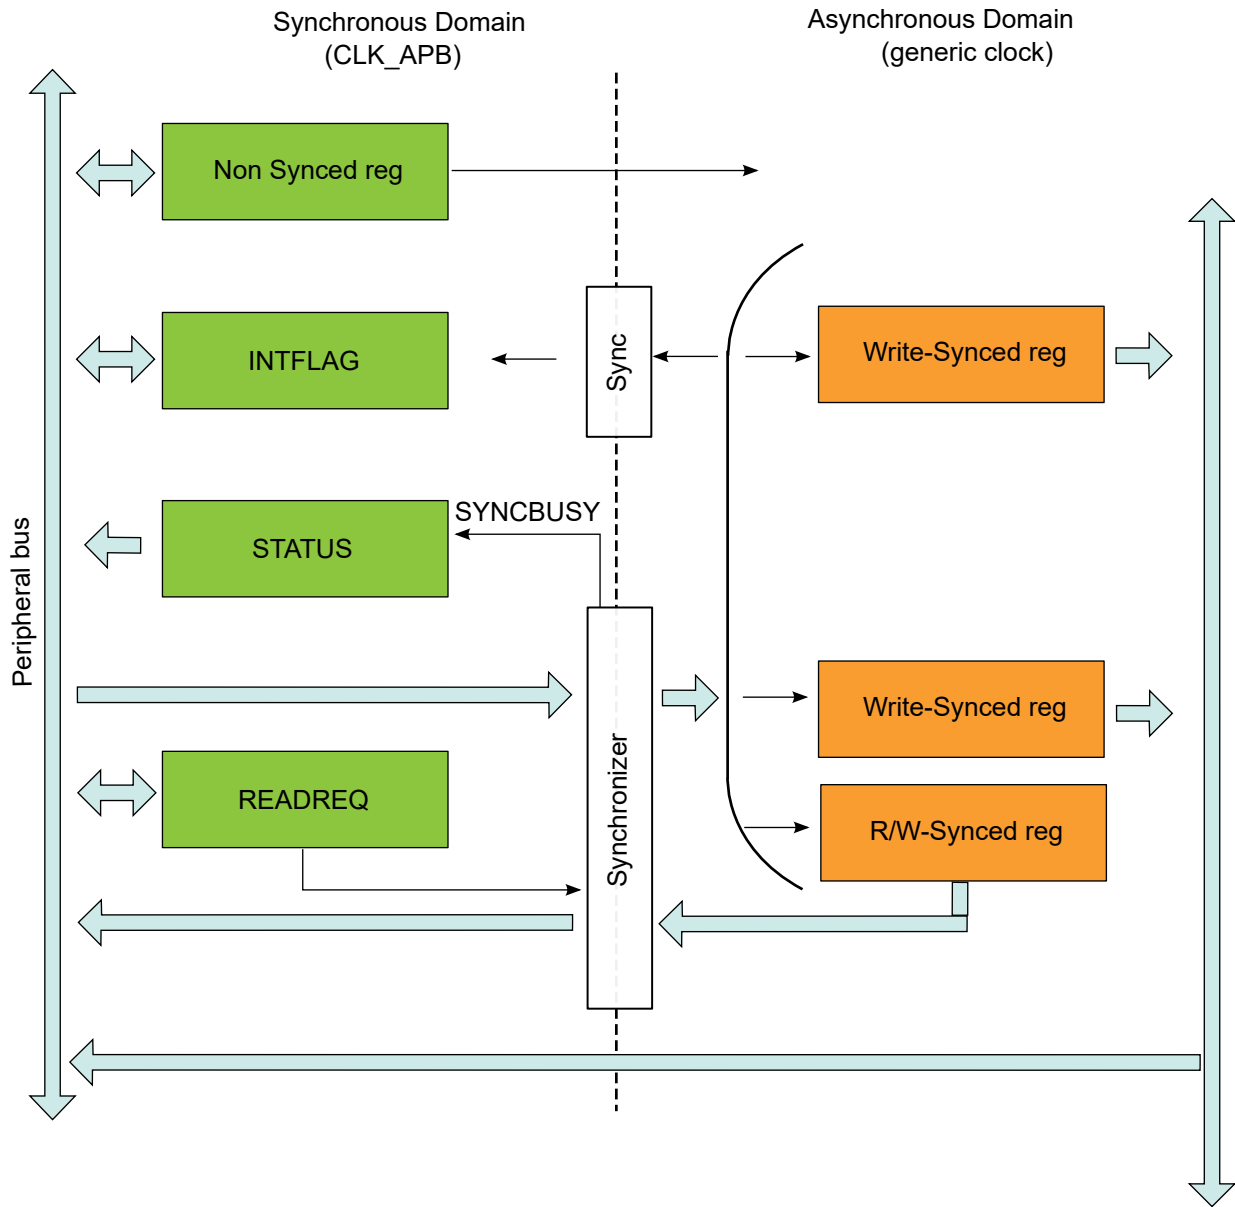 Synchronous Domain
(CLK_APB)
Asynchronous Domain
(generic clock)
Non Synced reg
INTFLAG
Sync
Write-Synced reg
SYNCBUSY
STATUS
Peripheral bus
Write-Synced reg
READREQ
Synchronizer
R/W-Synced reg